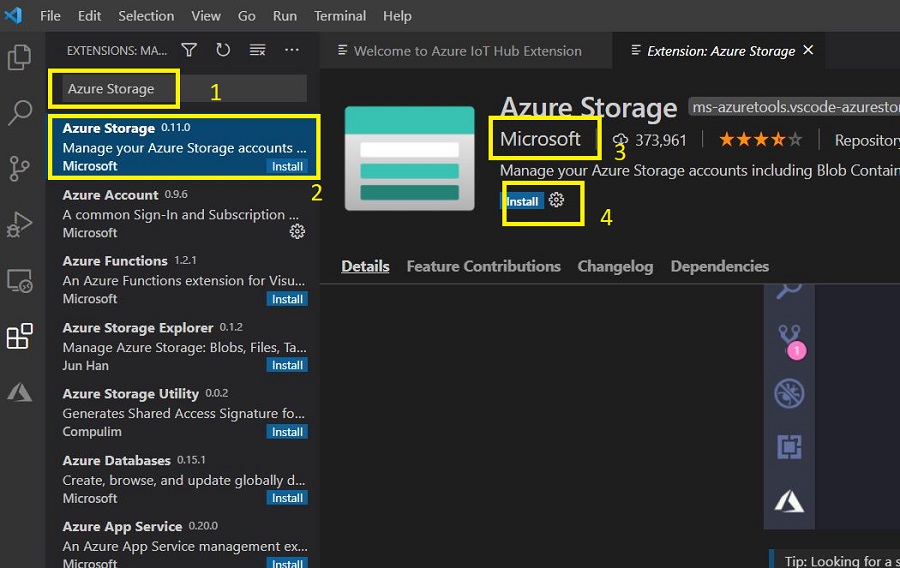 File Edit Selection View Go Run Terminal Help
EXTENSIONS: MA...
Azure Storage
1
Azure Storage 0.11.0
Manage your Azure Storage accounts ...
Microsoft Install
2
Azure Account 0.9.6
A common Sign-In and Subscription ...
Microsoft
Azure Functions 1.2.1
An Azure Functions extension for Visu...
Microsoft Install
Azure Storage Explorer 0.1.2
Manage Azure Storage: Blobs, Files, Ta...
Jun Han Install
Azure Storage Utility 0.0.2
Generates Shared Access Signature fo...
Compulim Install
Azure Databases 0.15.1
Create, browse, and update globally d...
Microsoft Install
Azure App Service 0.20.0
An Azure App Service management ex...
Microsoft Install
Welcome to Azure IoT Hub Extension
Extension: Azure Storage
Azure Storage ms-azuretools.vscode-azurestor
Microsoft 373,961 Repository
3
Manage your Azure Storage accounts including Blob Contain
Install
4
Details Feature Contributions Changelog Dependencies
1
Tip: Looking for a s